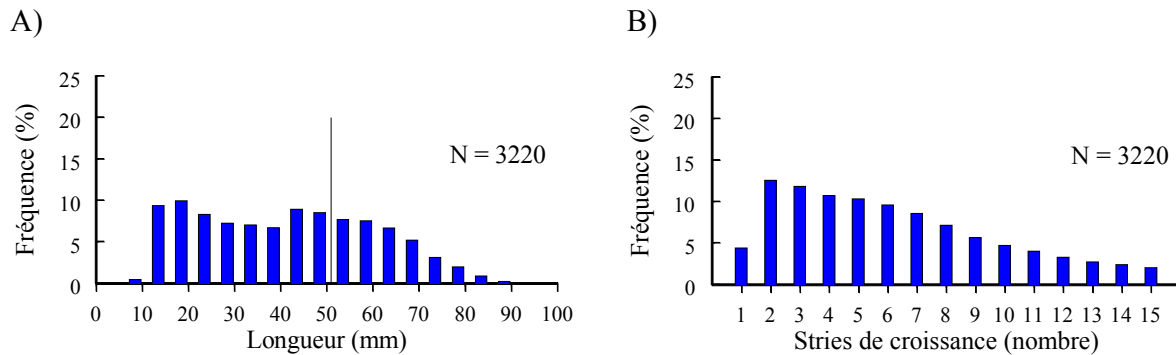 A)
Fréquence (%)
25
20
15
10
5
0
N = 3220
0 10 20 30 40 50 60 70 80 90 100
Longueur (mm)
B)
Fréquence (%)
25
20
15
10
5
0
N = 3220
1 2 3 4 5 6 7 8 9 10 11 12 13 14 15
Stries de croissance (nombre)